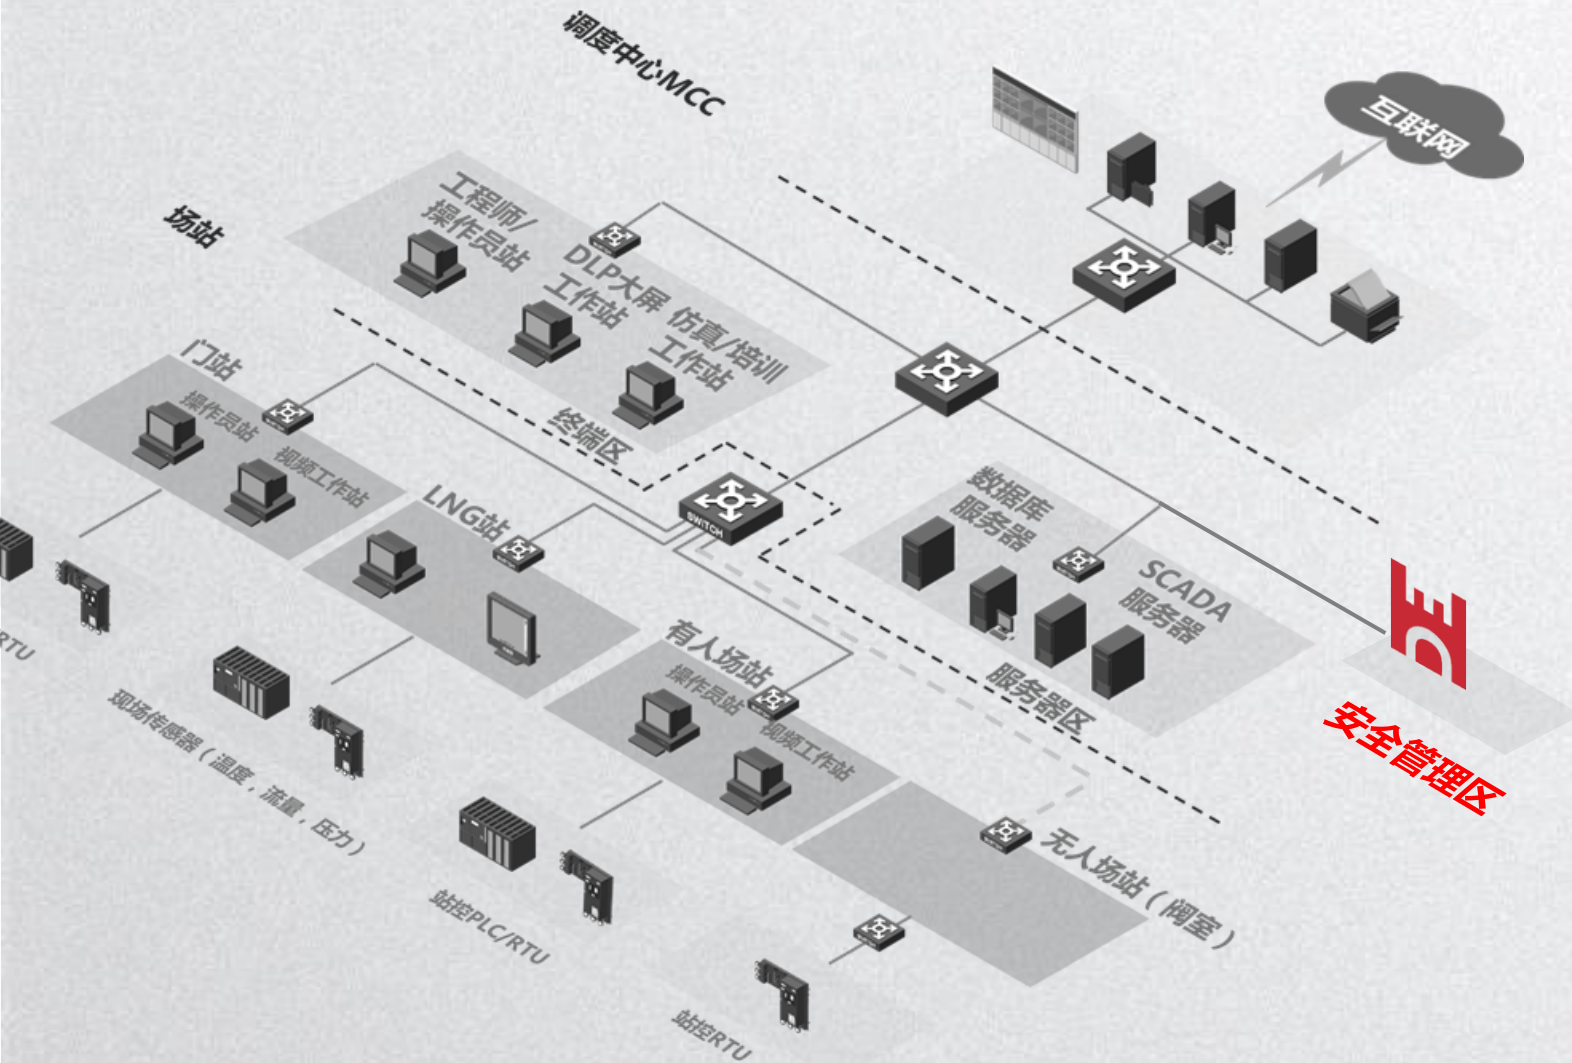 调度中心MCC
互联网
场站
工程师/
操作员站
DLP大屏
工作站
仿真/培训
工作站
终端区
门站
操作员站
视频工作站
SWITCH
LNG站
数据库
服务器
SCADA
服务器
服务器区
有人场站
操作员站
视频工作站
安全管理区
RTU
现场传感器（温度，流量，压力）
无人场站（阀室）
站控PLC/RTU
站控RTU